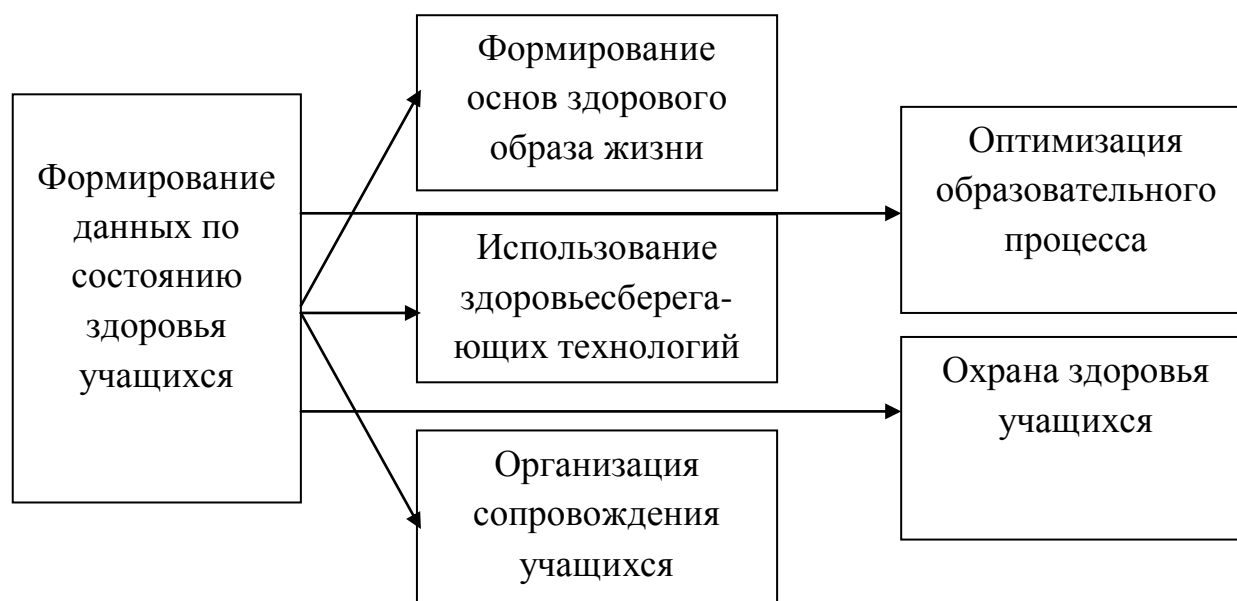 Формирование
данных по
состоянию
здоровья
учащихся
Формирование
основ здорового
образа жизни
Использование
здоровьесберега-
ющих технологий
Организация
сопровождения
учащихся
Оптимизация
образовательного
процесса
Охрана здоровья
учащихся